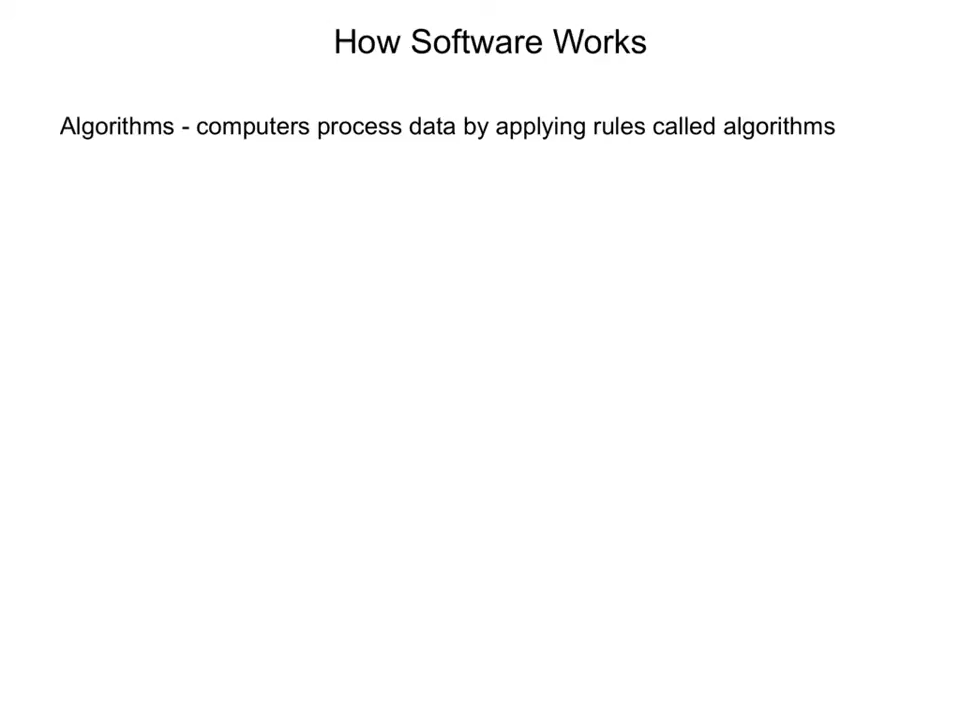 How Software Works
Algorithms - computers process data by applying rules called algorithms